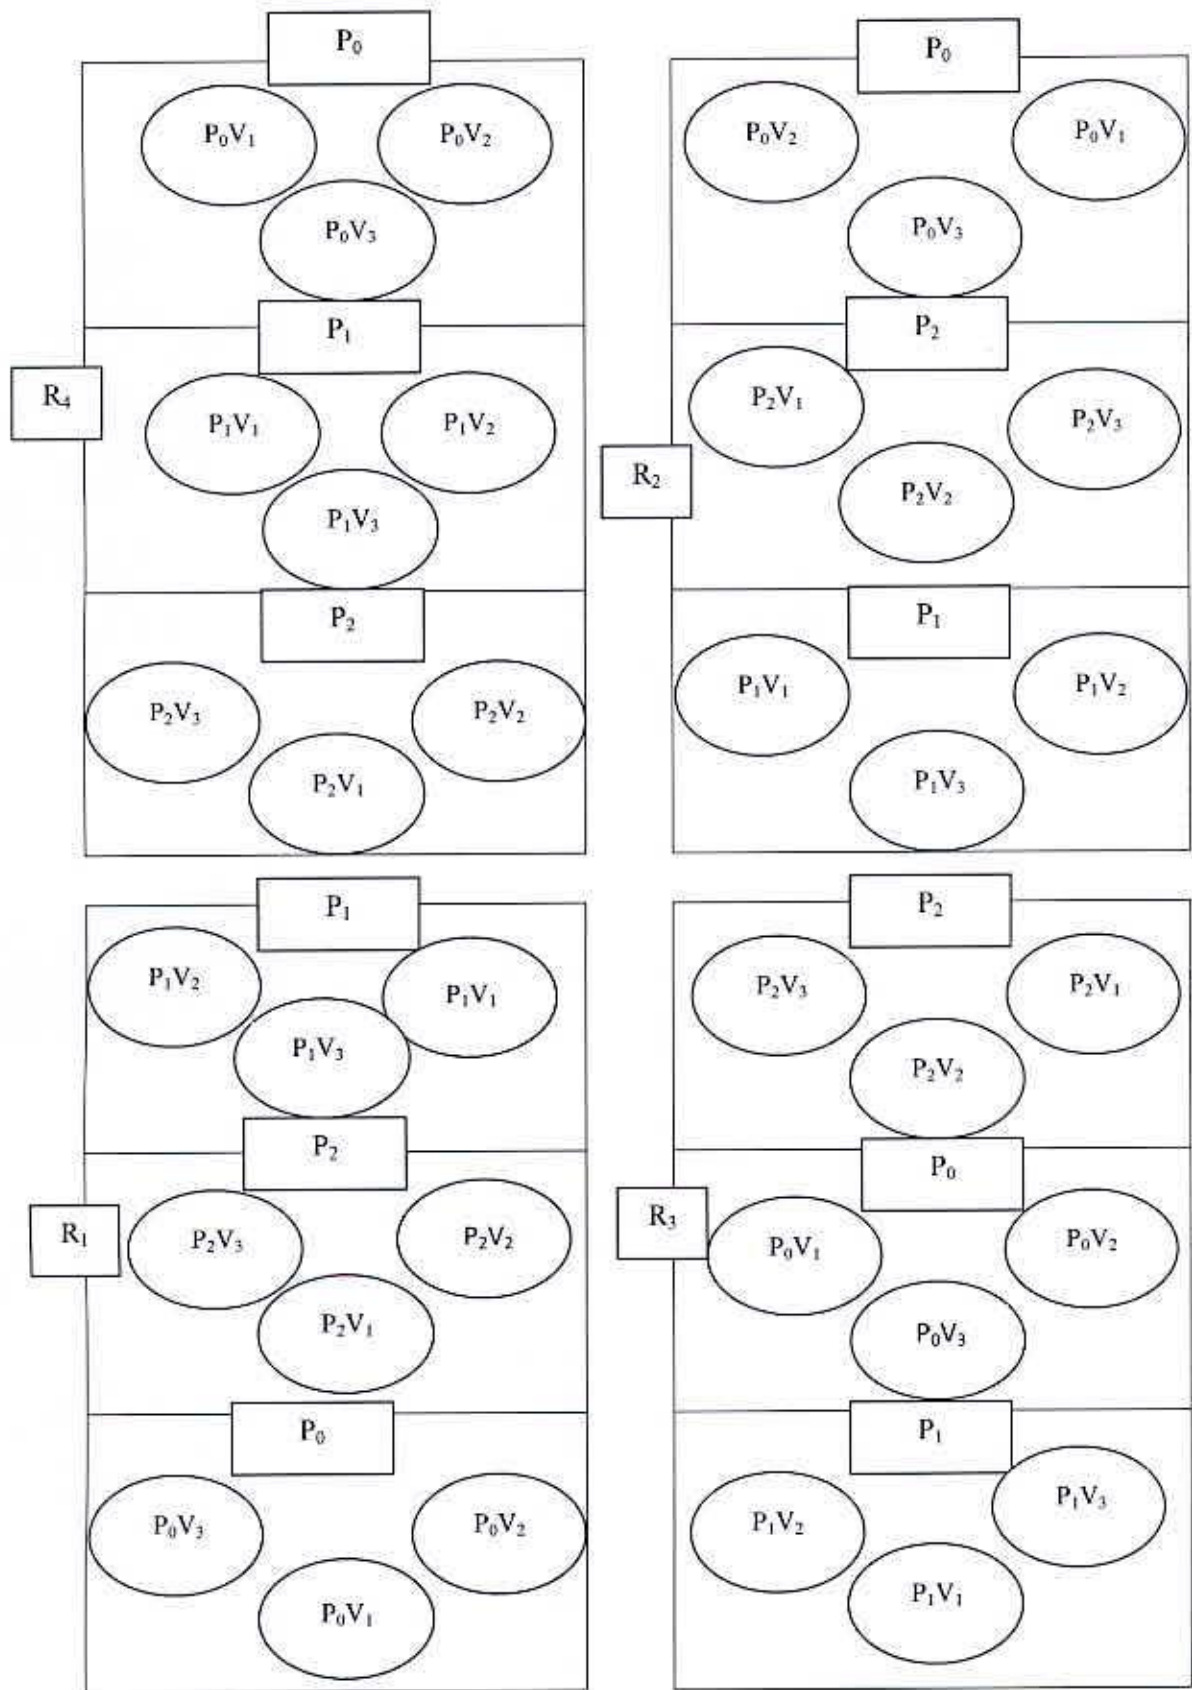 P₀
P₀V₁
P₀V₂
P₀V₃
P₁
R₄
P₁V₁
P₁V₂
P₁V₃
P₂
P₂V₃
P₂V₂
P₂V₁
P₀
P₀V₂
P₀V₁
P₀V₃
P₂
P₂V₁
P₂V₃
R₂
P₂V₂
P₁
P₁V₁
P₁V₂
P₁V₃
P₁
P₁V₂
P₁V₁
P₁V₃
P₂
R₁
P₂V₃
P₂V₂
P₂V₁
P₀
P₀V₃
P₀V₂
P₀V₁
P₂
P₂V₃
P₂V₁
P₂V₂
P₀
R₃
P₀V₁
P₀V₂
P₀V₃
P₁
P₁V₂
P₁V₃
P₁V₁